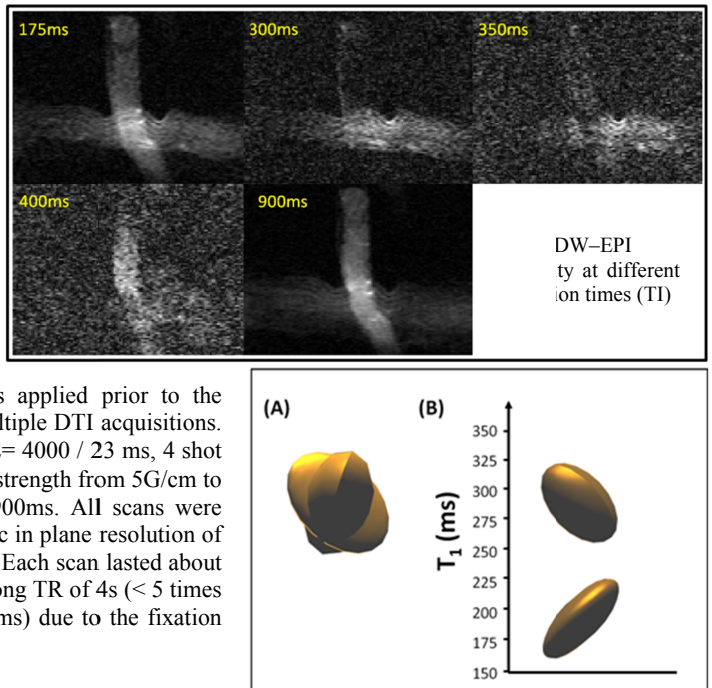 175ms
300ms
350ms
400ms
900ms
DW–EPI
ty at different
ion times (TI)
s applied prior to the
ltiple DTI acquisitions.
= 4000 / 23 ms, 4 shot
strength from 5G/cm to
900ms. All scans were
c in plane resolution of
Each scan lasted about
ong TR of 4s (< 5 times
ms) due to the fixation
(A)
(B)
T1 (ms)
350
325
300
275
250
225
200
175
150